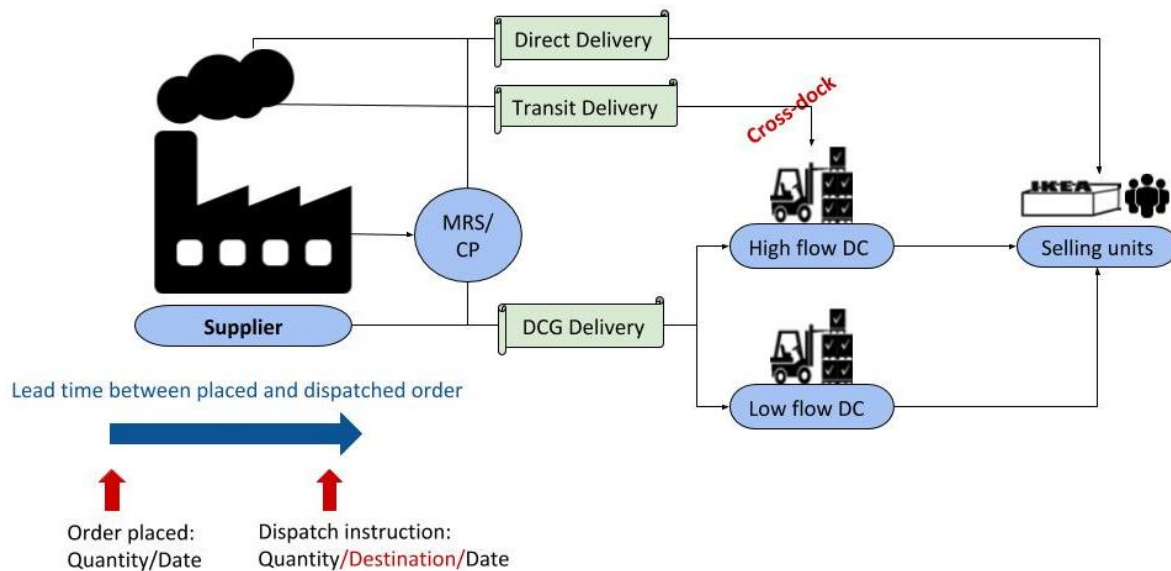 Direct Delivery
Transit Delivery
Cross-dock
IKEA
MRS/
CP
High flow DC
Selling units
Supplier
DCG Delivery
Low flow DC
Lead time between placed and dispatched order
Order placed:
Quantity/Date
Dispatch instruction:
Quantity/Destination/Date